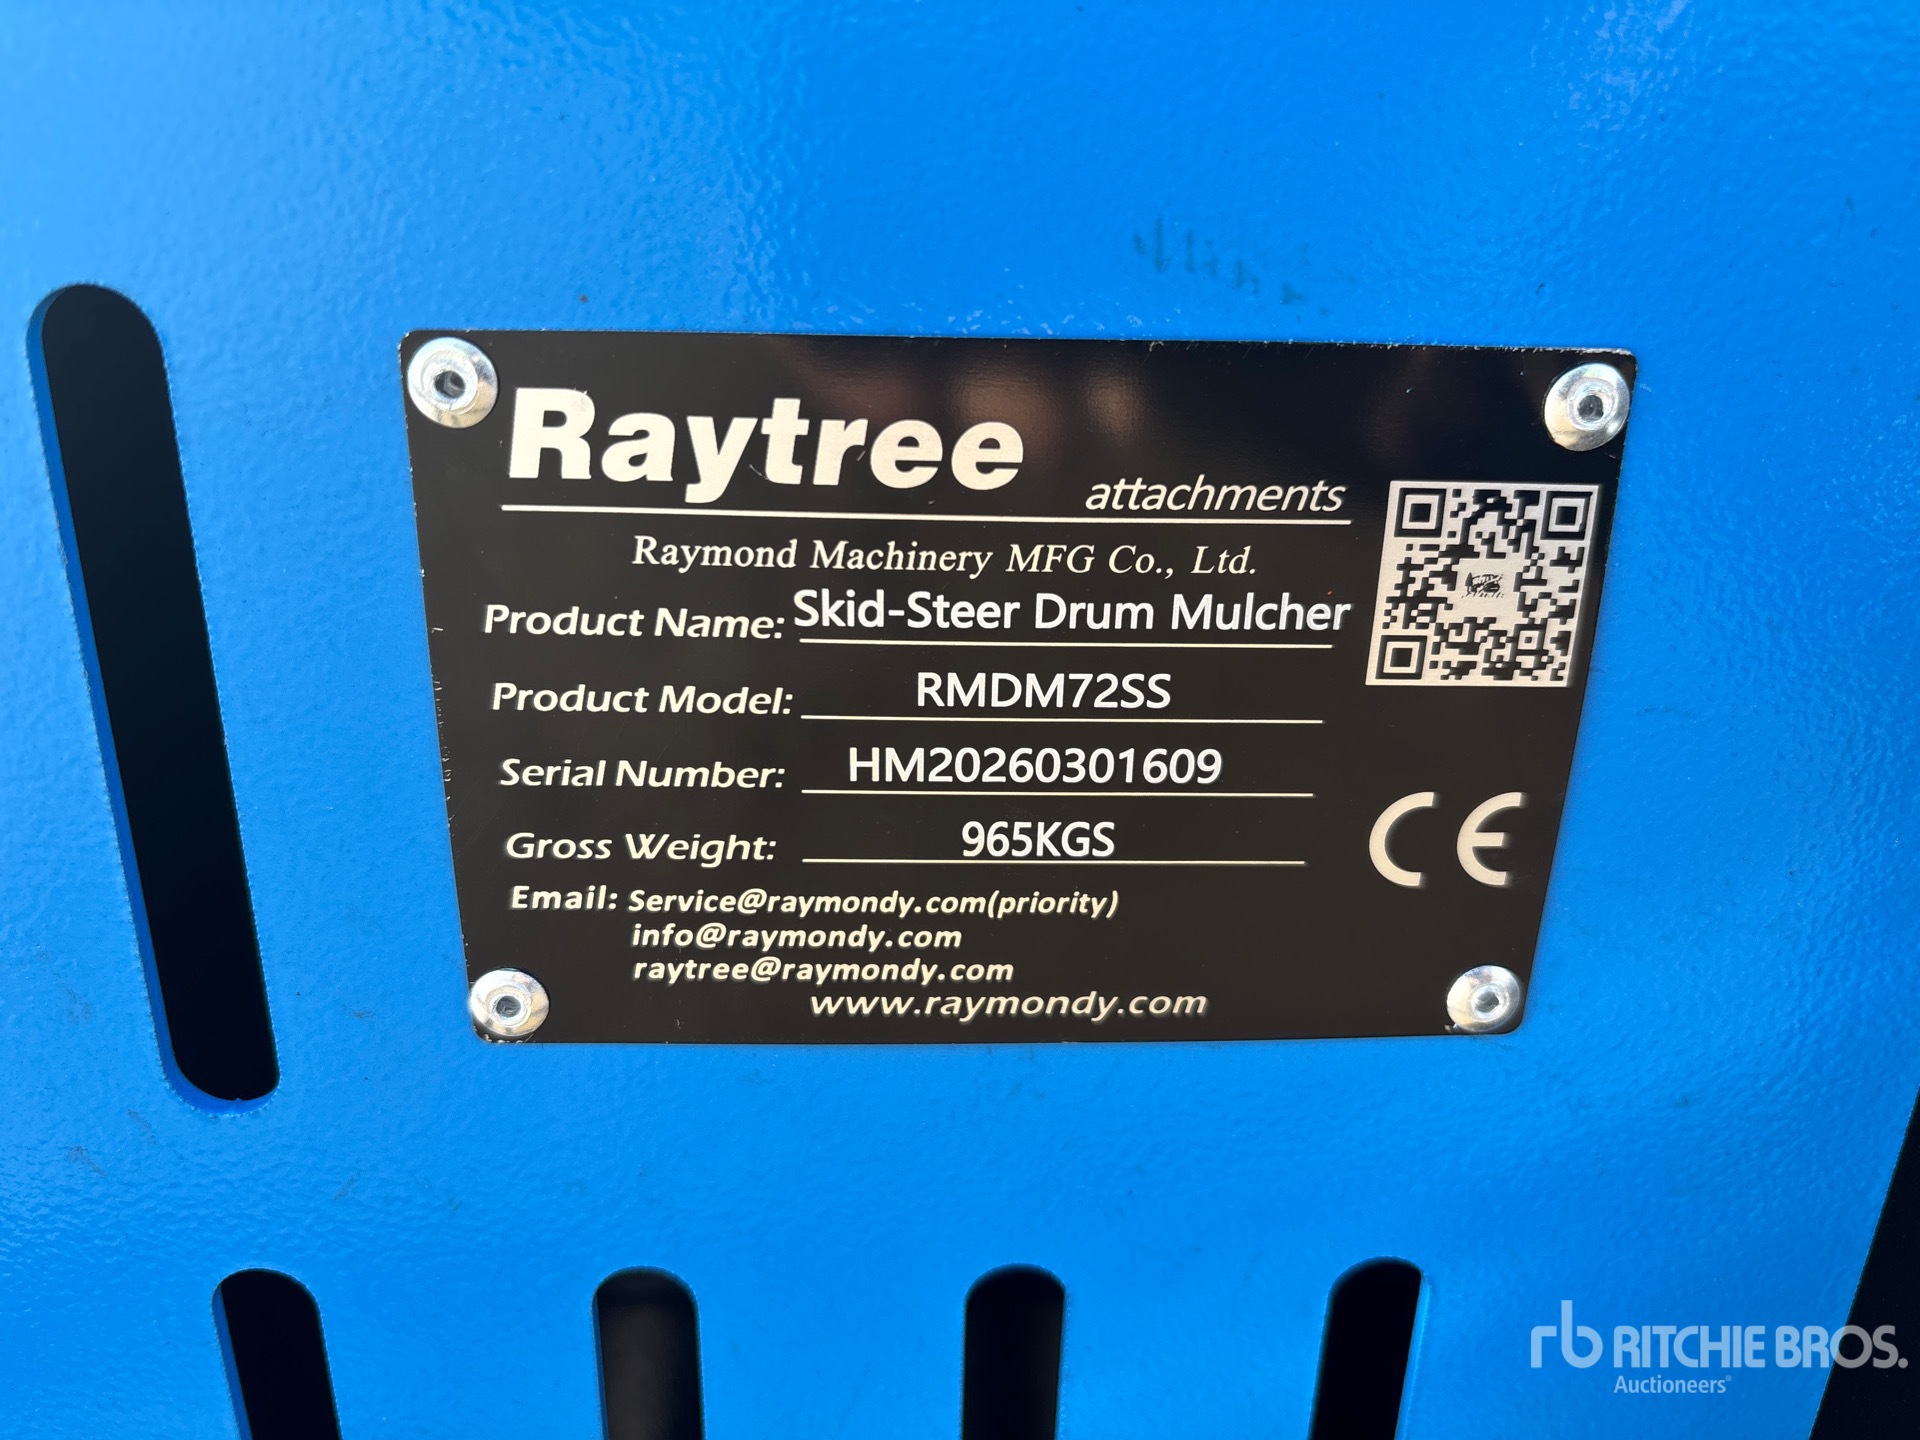 Raytree
attachments
Raymond Machinery MFG Co., Ltd.
Product Name: Skid-Steer Drum Mulcher
Product Model: RMDM72SS
Serial Number: HM20260301609
Gross Weight: 965KGS
Email: Service@raymondy.com(priority)
info@raymondy.com
raytree@raymondy.com
www.raymondy.com
CE
rb RITCHIE BROS.
Auctioneers®